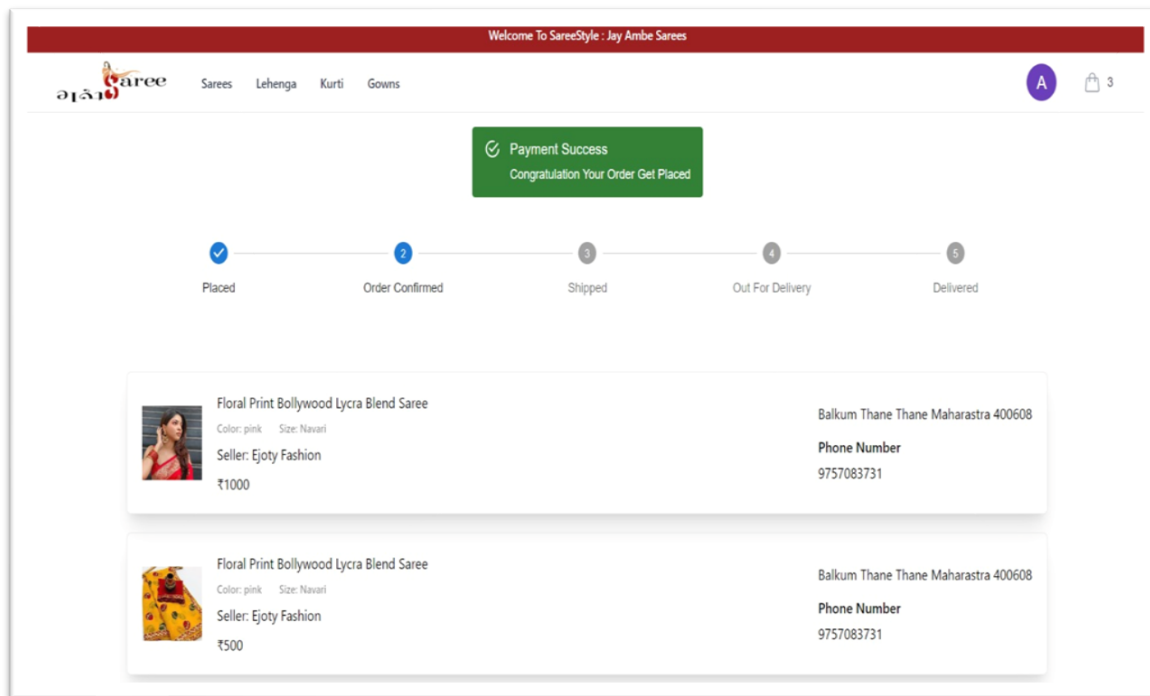 Welcome To SareeStyle : Jay Ambe Sarees
Saree
Sarees Lehenga Kurti Gowns
A 3
Payment Success
Congratulation Your Order Get Placed
2 3 4 5
Placed Order Confirmed Shipped Out For Delivery Delivered
Floral Print Bollywood Lycra Blend Saree
Color: pink Size: Navari
Seller: Ejoty Fashion
₹1000
Balkum Thane Thane Maharastra 400608
Phone Number
9757083731
Floral Print Bollywood Lycra Blend Saree
Color: pink Size: Navari
Seller: Ejoty Fashion
₹500
Balkum Thane Thane Maharastra 400608
Phone Number
9757083731